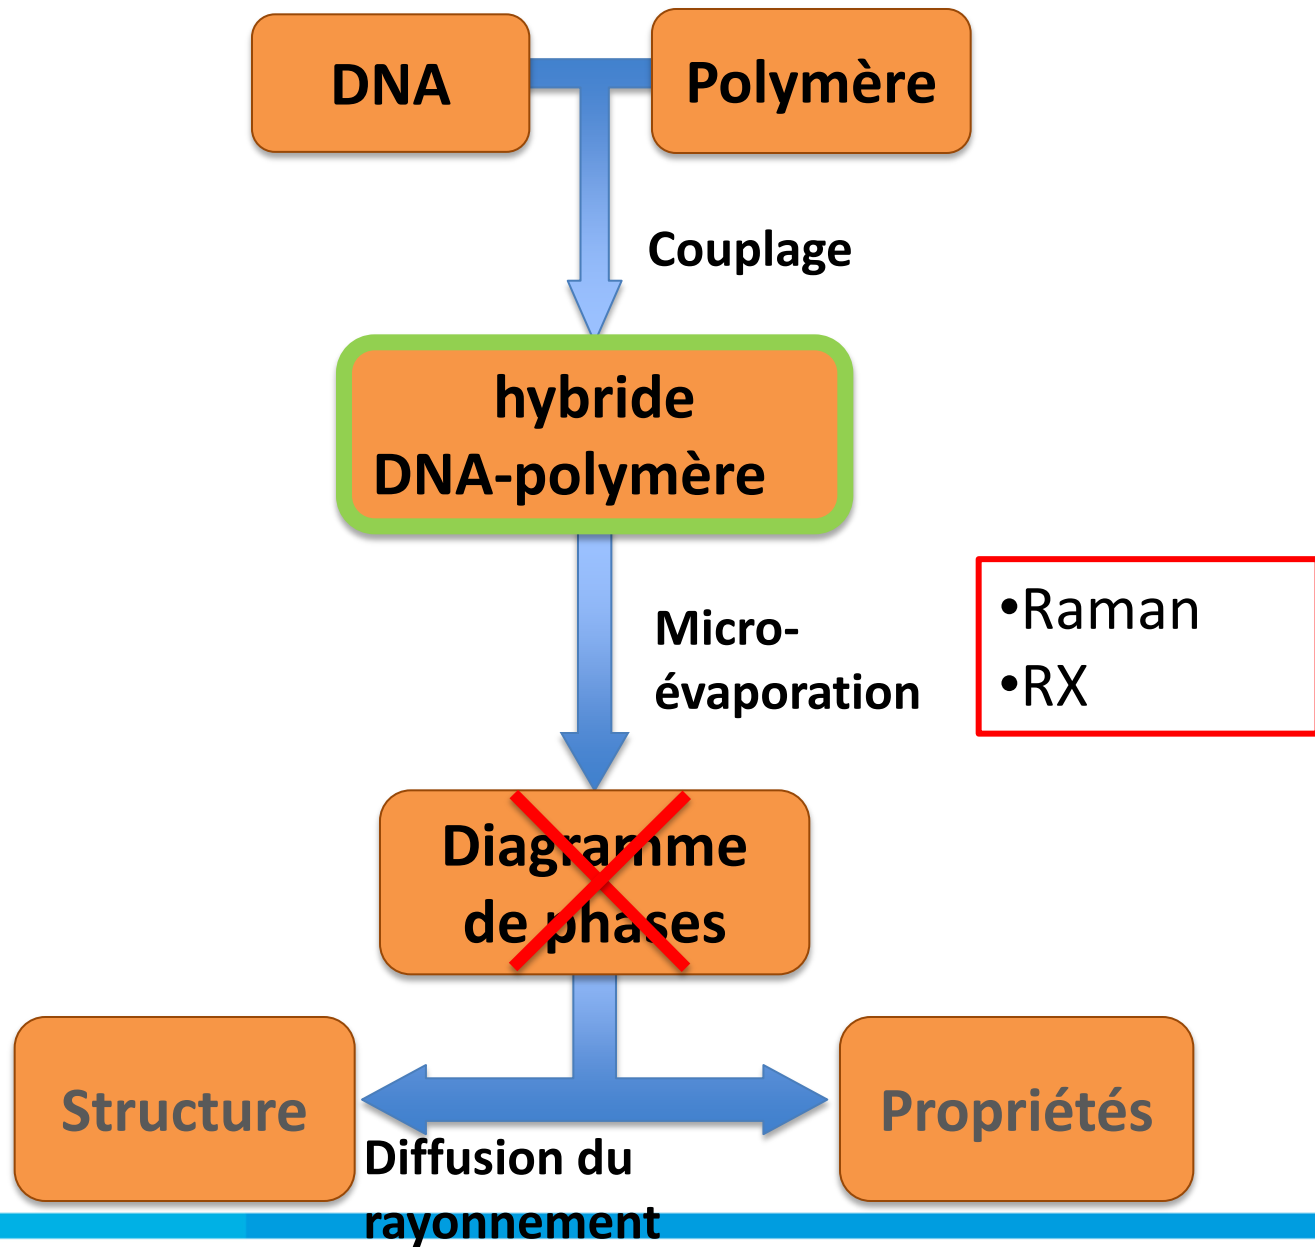 DNA
Polymère
Couplage
hybride
DNA-polymère
Micro-
évaporation
•Raman
•RX
Diagramme
de phases
Structure
Propriétés
Diffusion du
rayonnement